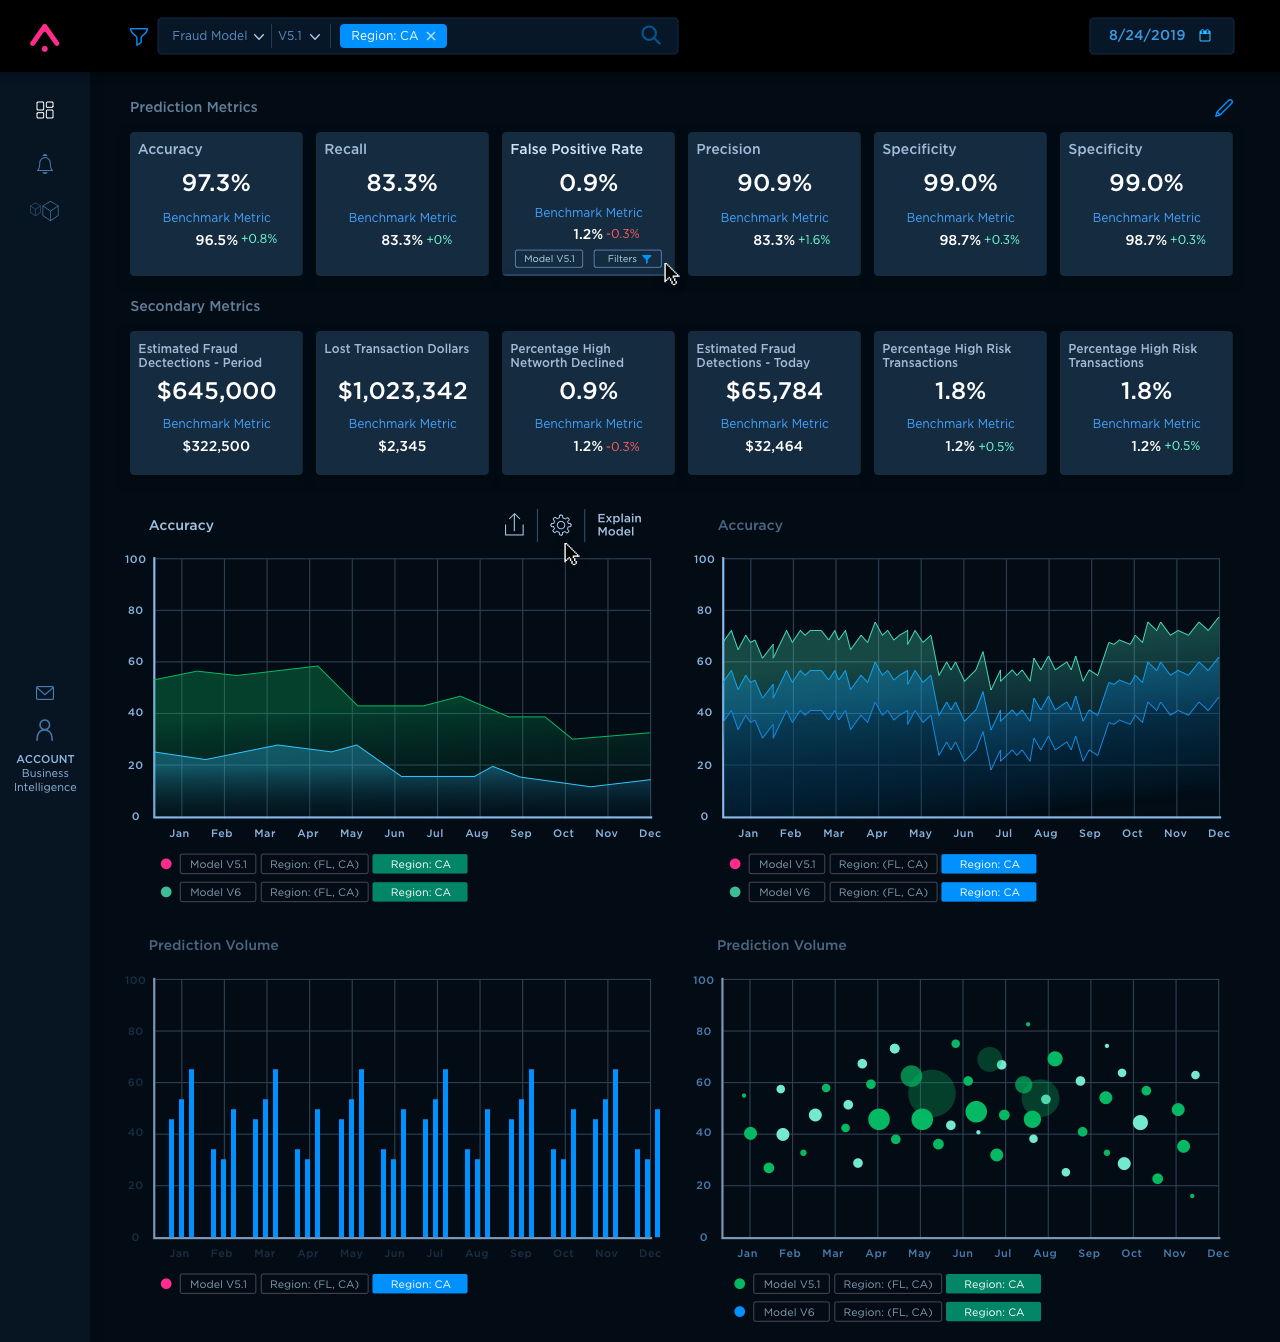 Fraud Model V5.1 Region: CA 8/24/2019
Prediction Metrics
Accuracy
97.3%
Benchmark Metric
96.5% +0.8%
Recall
83.3%
Benchmark Metric
83.3% +0%
False Positive Rate
0.9%
Benchmark Metric
1.2% -0.3%
Model V5.1 Filters
Precision
90.9%
Benchmark Metric
83.3% +1.6%
Specificity
99.0%
Benchmark Metric
98.7% +0.3%
Specificity
99.0%
Benchmark Metric
98.7% +0.3%
Secondary Metrics
Estimated Fraud
Dectections - Period
$645,000
Benchmark Metric
$322,500
Lost Transaction Dollars
$1,023,342
Benchmark Metric
$2,345
Percentage High
Networth Declined
0.9%
Benchmark Metric
1.2% -0.3%
Estimated Fraud
Detections - Today
$65,784
Benchmark Metric
$32,464
Percentage High Risk
Transactions
1.8%
Benchmark Metric
1.2% +0.5%
Percentage High Risk
Transactions
1.8%
Benchmark Metric
1.2% +0.5%
ACCOUNT
Business
Intelligence
Accuracy
Explain
Model
100
80
60
40
20
0
Jan Feb Mar Apr May Jun Jul Aug Sep Oct Nov Dec
Model V5.1 Region: (FL, CA) Region: CA
Model V6 Region: (FL, CA) Region: CA
Accuracy
100
80
60
40
20
0
Jan Feb Mar Apr May Jun Jul Aug Sep Oct Nov Dec
Model V5.1 Region: (FL, CA) Region: CA
Model V6 Region: (FL, CA) Region: CA
Prediction Volume
100
80
60
40
20
0
Jan Feb Mar Apr May Jun Jul Aug Sep Oct Nov Dec
Model V5.1 Region: (FL, CA) Region: CA
Prediction Volume
100
80
60
40
20
0
Jan Feb Mar Apr May Jun Jul Aug Sep Oct Nov Dec
Model V5.1 Region: (FL, CA) Region: CA
Model V6 Region: (FL, CA) Region: CA